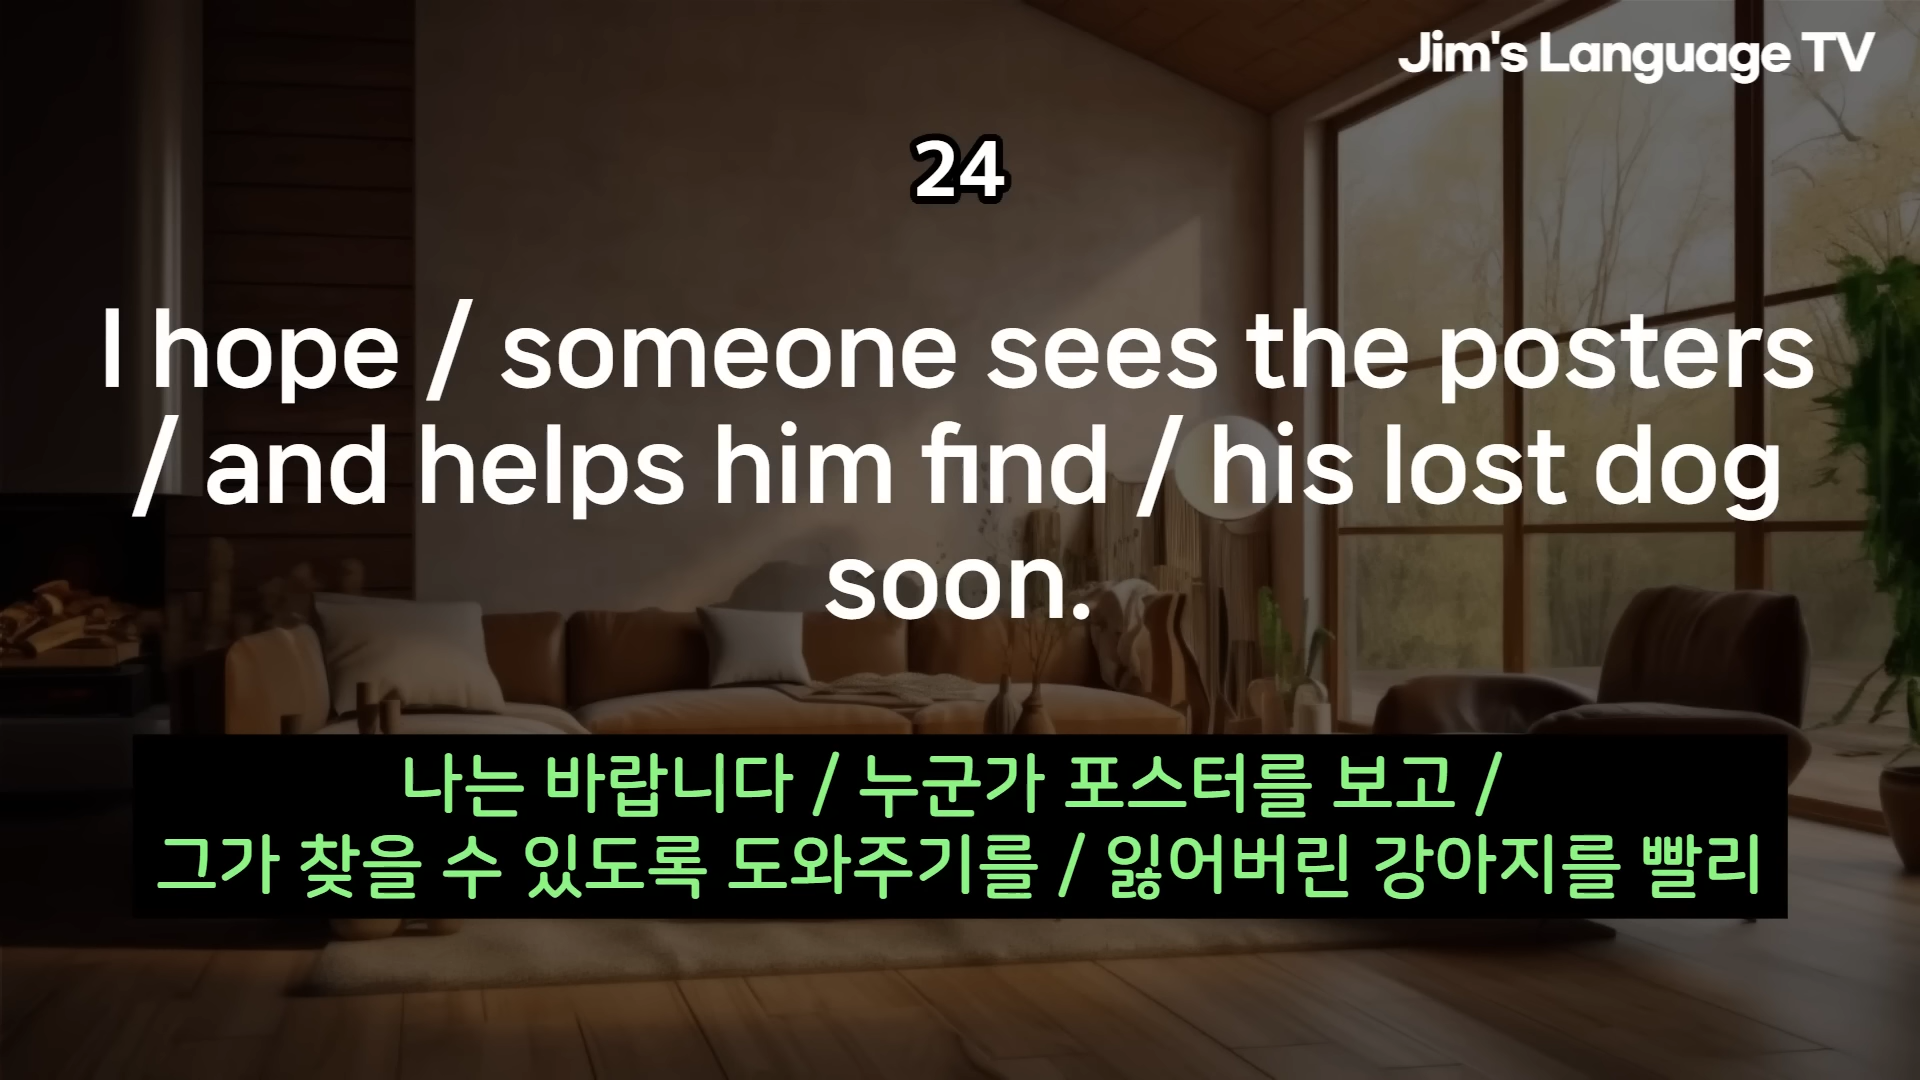 Jim's Language TV
24
I hope / someone sees the posters
/ and helps him find / his lost dog
soon.
나는 바랍니다 / 누군가 포스터를 보고 /
그가 찾을 수 있도록 도와주기를 / 잃어버린 강아지를 빨리